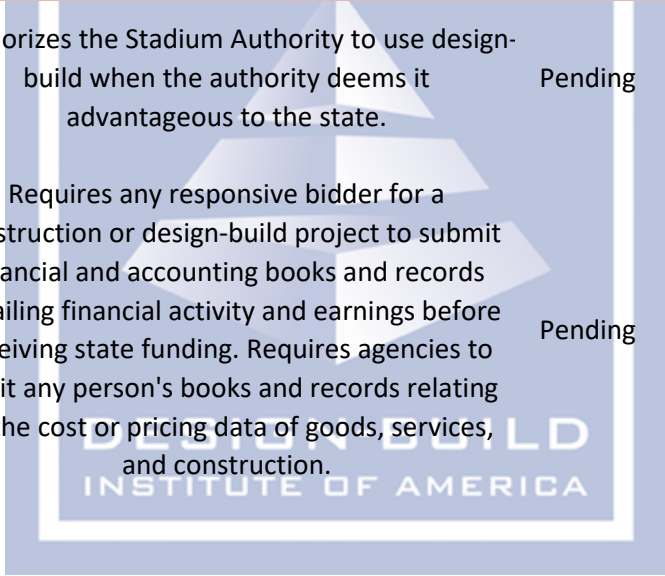 orizes the Stadium Authority to use design-
build when the authority deems it Pending
advantageous to the state.
Requires any responsive bidder for a
struction or design-build project to submit
ancial and accounting books and records
ailing financial activity and earnings before
eiving state funding. Requires agencies to Pending
it any person's books and records relating
he cost or pricing data of goods, services,
and construction.
DESIGN-BUILD
INSTITUTE OF AMERICA